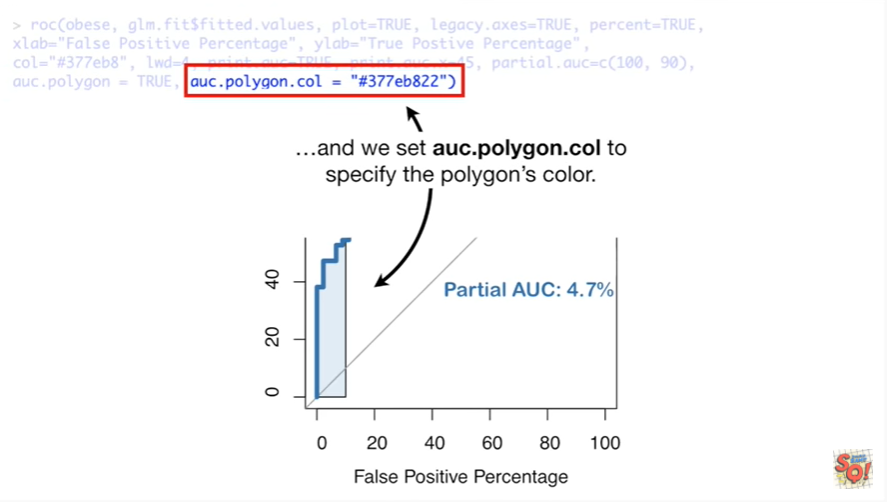 > roc(obese, glm.fit$fitted.values, plot=TRUE, legacy.axes=TRUE, percent=TRUE,
xlab="False Positive Percentage", ylab="True Postive Percentage",
col="#377eb8", lwd=4, print.auc=TRUE, print.auc.x=45, partial.auc=c(100, 90),
auc.polygon = TRUE, auc.polygon.col = "#377eb822")
…and we set auc.polygon.col to
specify the polygon's color.
40
20
0
Partial AUC: 4.7%
0 20 40 60 80 100
False Positive Percentage
SQ!